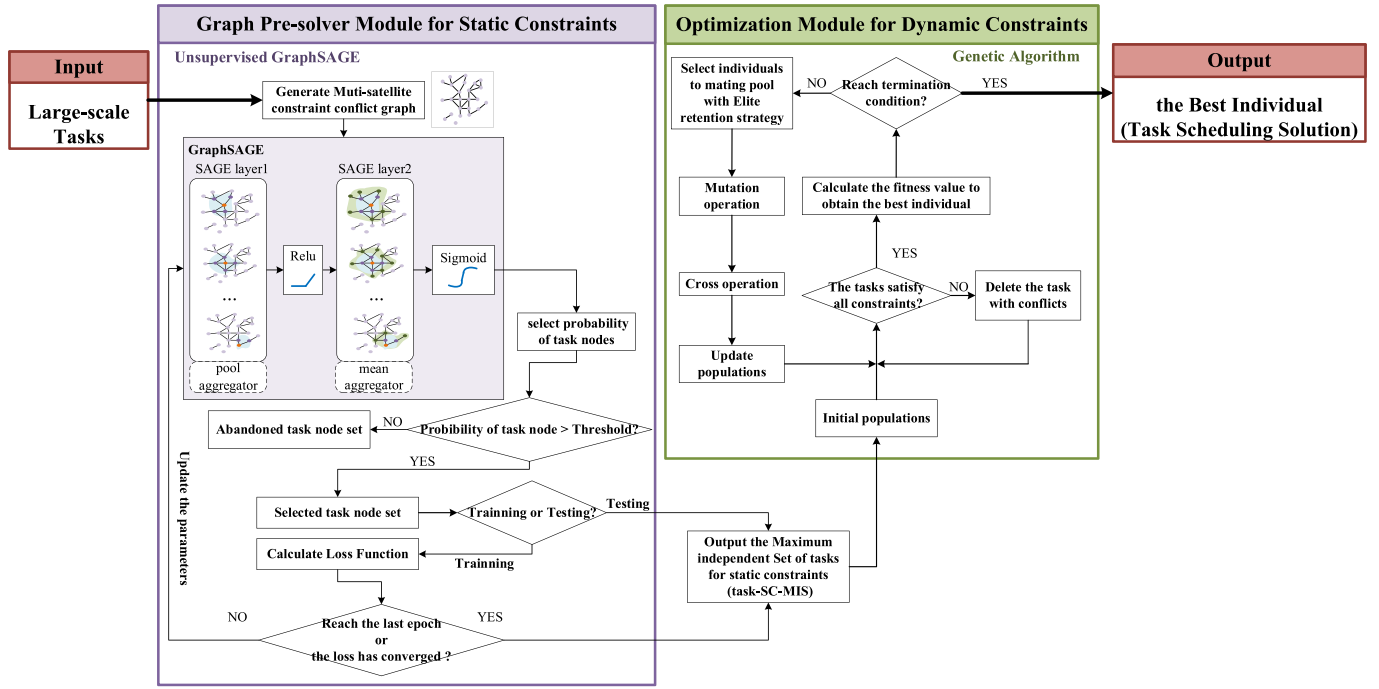 Graph Pre-solver Module for Static Constraints
Optimization Module for Dynamic Constraints
Input
Large-scale
Tasks
Unsupervised GraphSAGE
Generate Muti-satellite
constraint conflict graph
GraphSAGE
SAGE layer1
SAGE layer2
Relu
Sigmoid
...
...
pool
aggregator
mean
aggregator
select probability
of task nodes
Probibility of task node > Threshold?
NO
Abandoned task node set
YES
Selected task node set
Trainning or Testing?
Testing
Trainning
Calculate Loss Function
Reach the last epoch
or
the loss has converged ?
NO
YES
Update the parameters
Output the Maximum
independent Set of tasks
for static constraints
(task-SC-MIS)
Genetic Algorithm
Select individuals
to mating pool
with Elite
retention strategy
NO
Reach termination
condition?
YES
Mutation
operation
Calculate the fitness value to
obtain the best individual
YES
Cross operation
The tasks satisfy
all constraints?
NO
Delete the task
with conflicts
Update
populations
Initial populations
Output
the Best Individual
(Task Scheduling Solution)